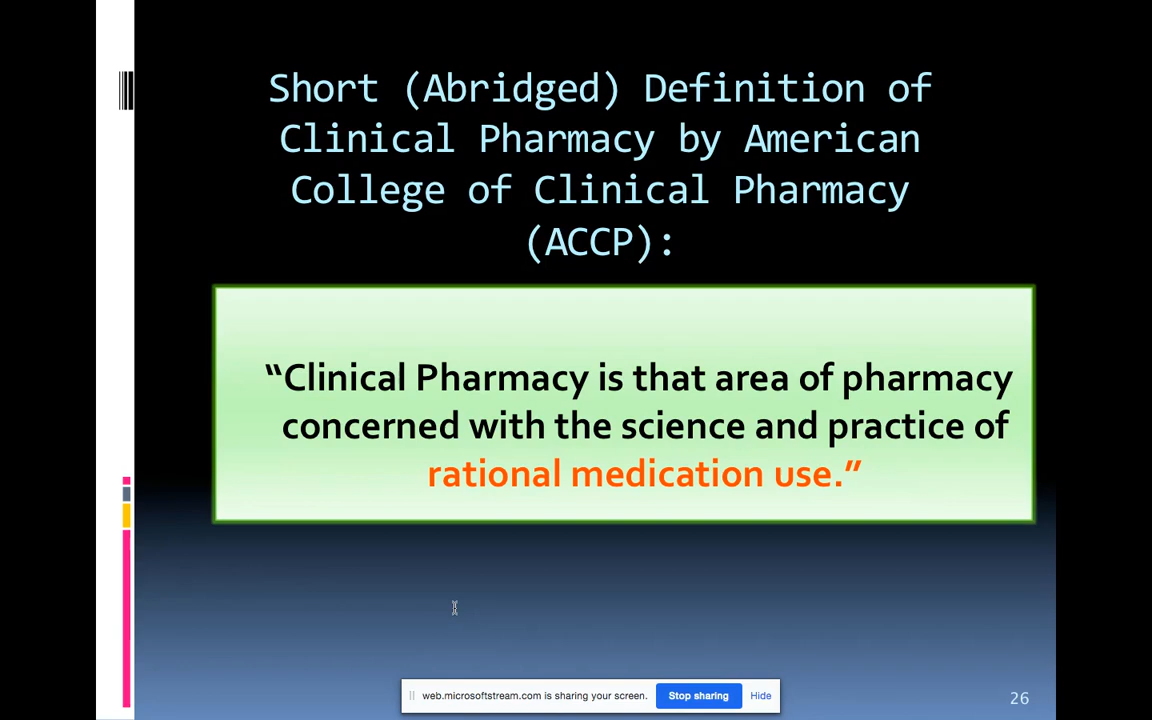 Short (Abridged) Definition of
Clinical Pharmacy by American
College of Clinical Pharmacy
(ACCP):
“Clinical Pharmacy is that area of pharmacy
concerned with the science and practice of
rational medication use.”
web.microsoftstream.com is sharing your screen. Stop sharing Hide
26